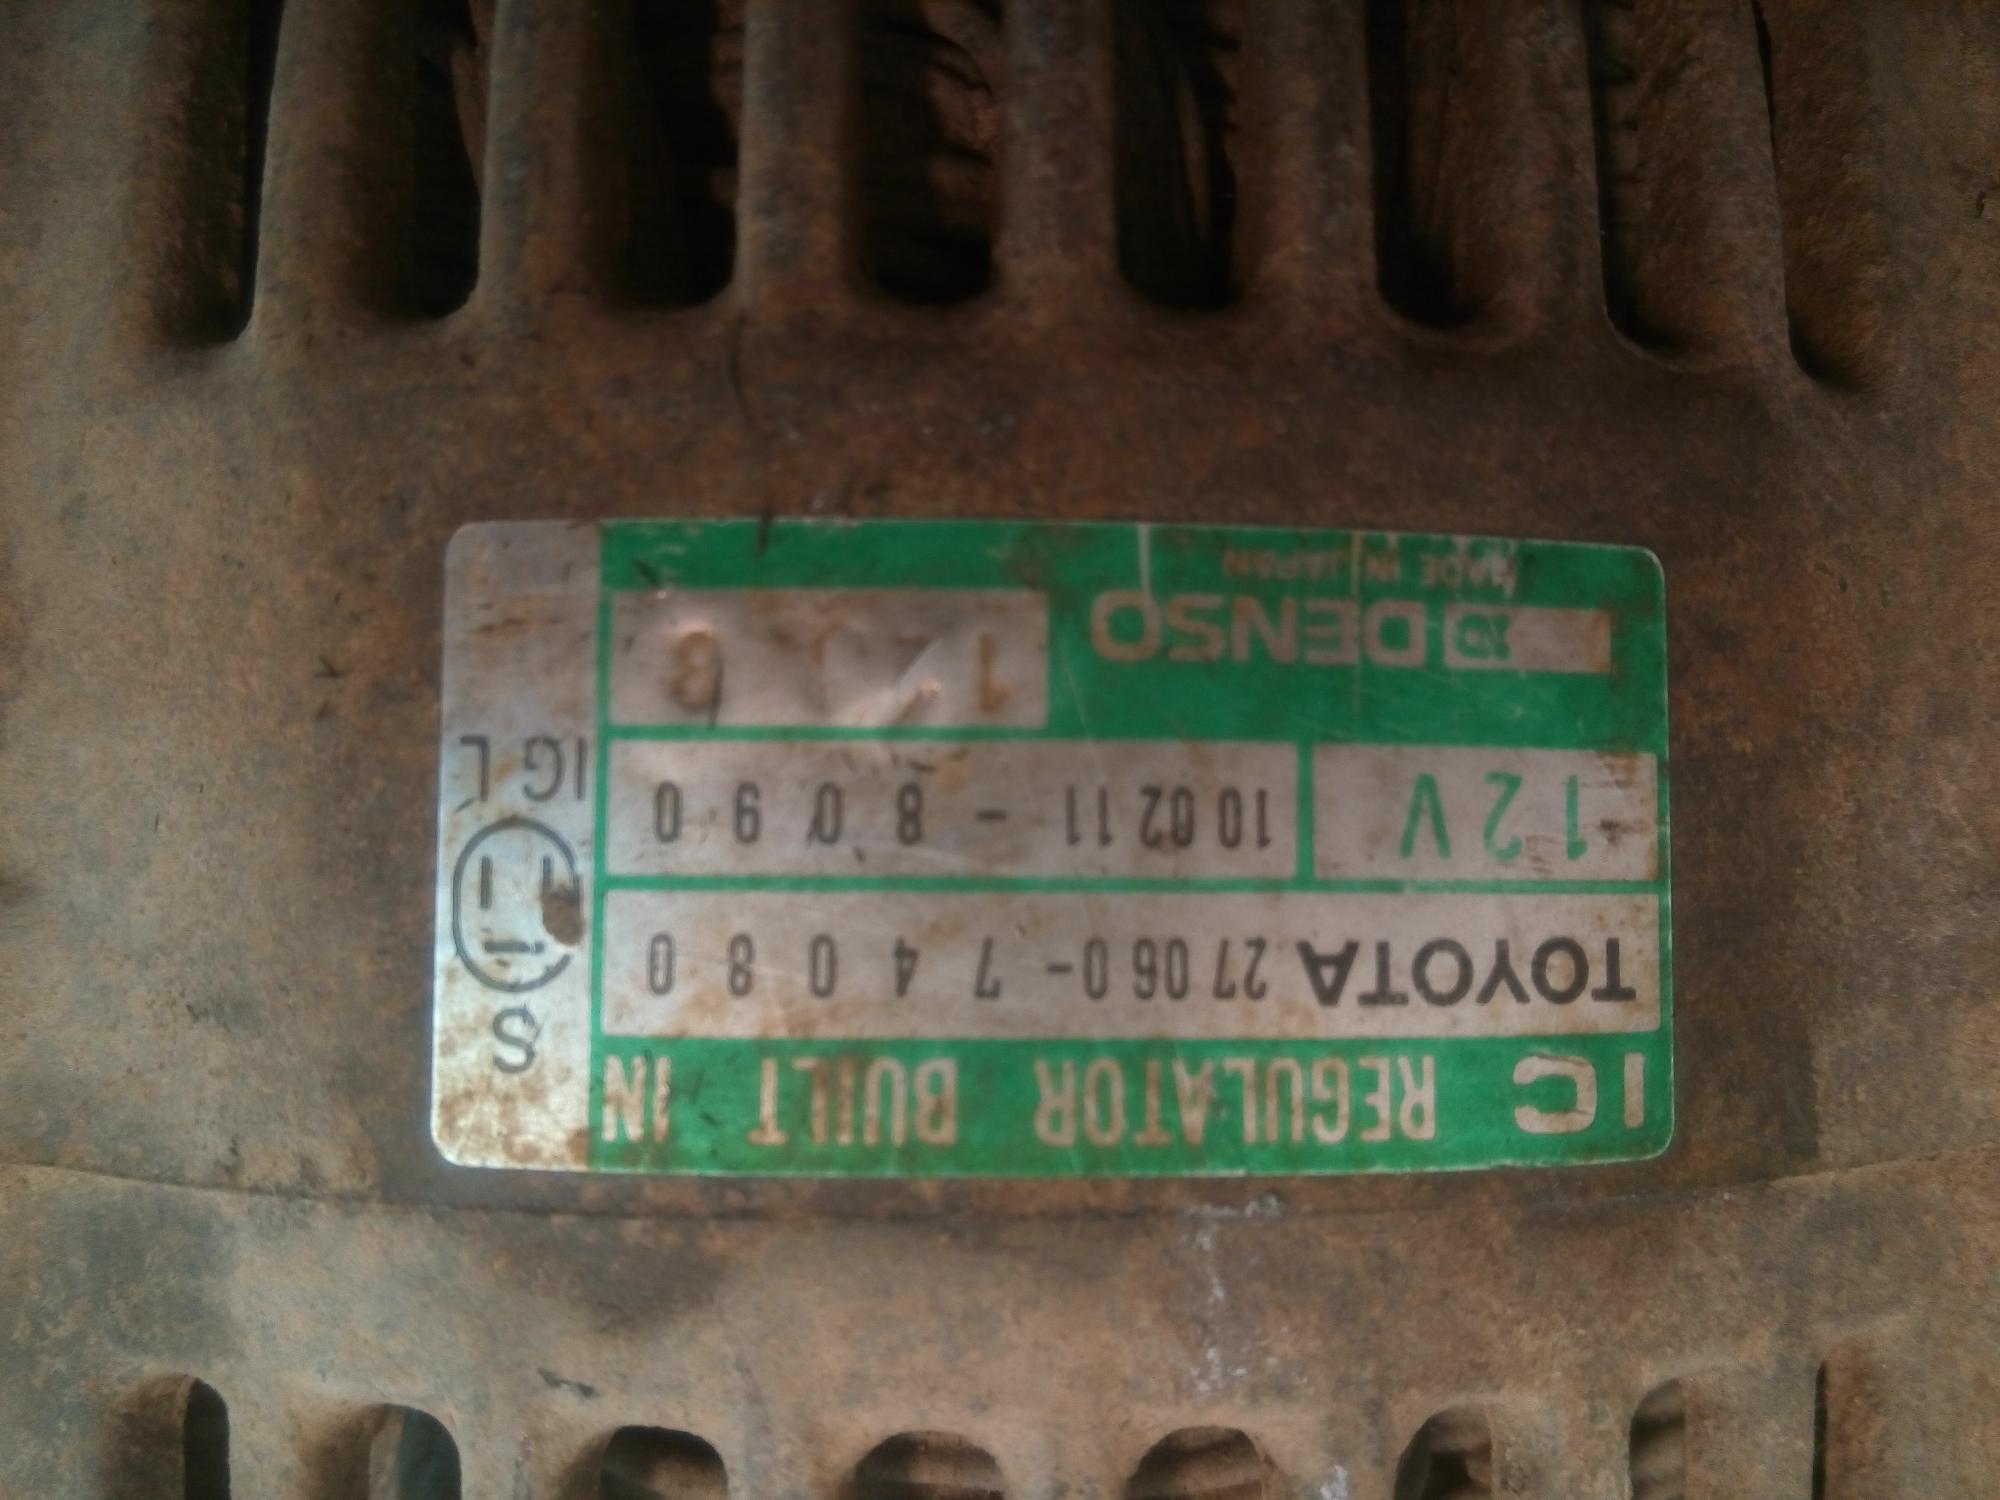 IC REGULATOR BUILT IN
TOYOTA 27060-74080
12V 100211-8090
DENSO
MADE IN JAPAN
S
IG L